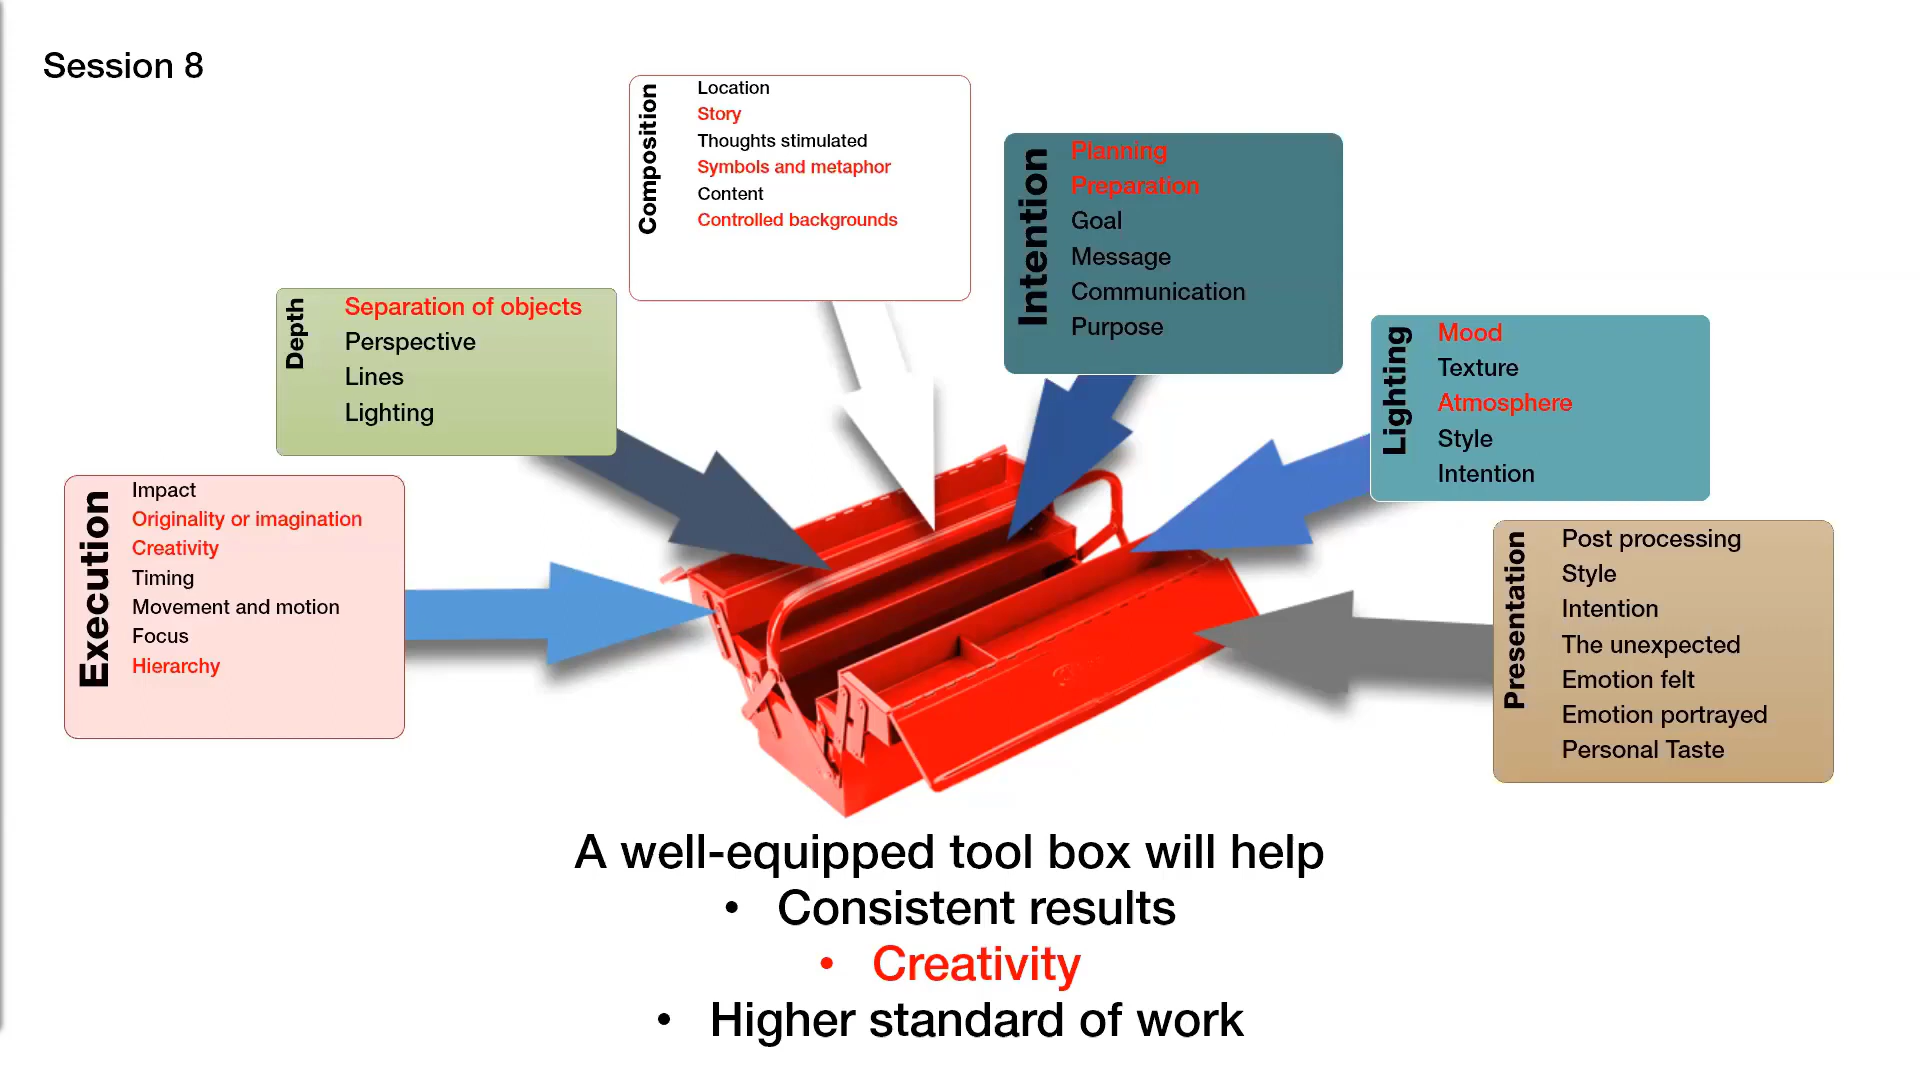 Session 8
Composition
Location
Story
Thoughts stimulated
Symbols and metaphor
Content
Controlled backgrounds
Intention
Planning
Preparation
Goal
Message
Communication
Purpose
Depth
Separation of objects
Perspective
Lines
Lighting
Lighting
Mood
Texture
Atmosphere
Style
Intention
Execution
Impact
Originality or imagination
Creativity
Timing
Movement and motion
Focus
Hierarchy
Presentation
Post processing
Style
Intention
The unexpected
Emotion felt
Emotion portrayed
Personal Taste
A well-equipped tool box will help
• Consistent results
• Creativity
• Higher standard of work